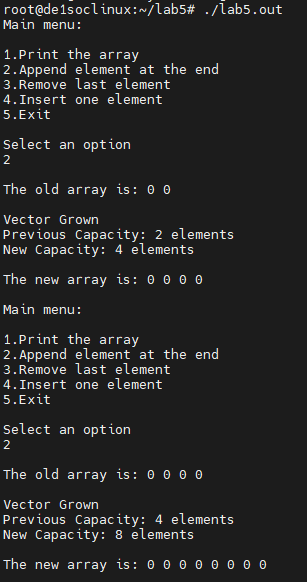 root@de1soclinux:~/lab5# ./lab5.out
Main menu:
1.Print the array
2.Append element at the end
3.Remove last element
4.Insert one element
5.Exit
Select an option
2
The old array is: 0 0
Vector Grown
Previous Capacity: 2 elements
New Capacity: 4 elements
The new array is: 0 0 0 0
Main menu:
1.Print the array
2.Append element at the end
3.Remove last element
4.Insert one element
5.Exit
Select an option
2
The old array is: 0 0 0 0
Vector Grown
Previous Capacity: 4 elements
New Capacity: 8 elements
The new array is: 0 0 0 0 0 0 0 0